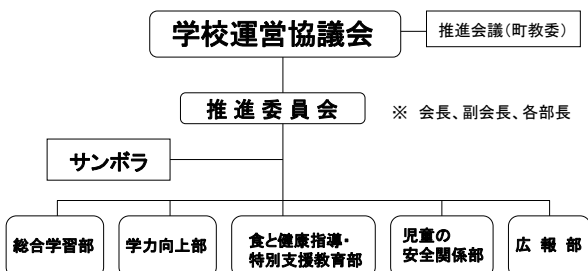 学校運営協議会
推進会議(町教委)
推進委員会
※ 会長、副会長、各部長
サンボラ
総合学習部
学力向上部
食と健康指導・
特別支援教育部
児童の
安全関係部
広報部